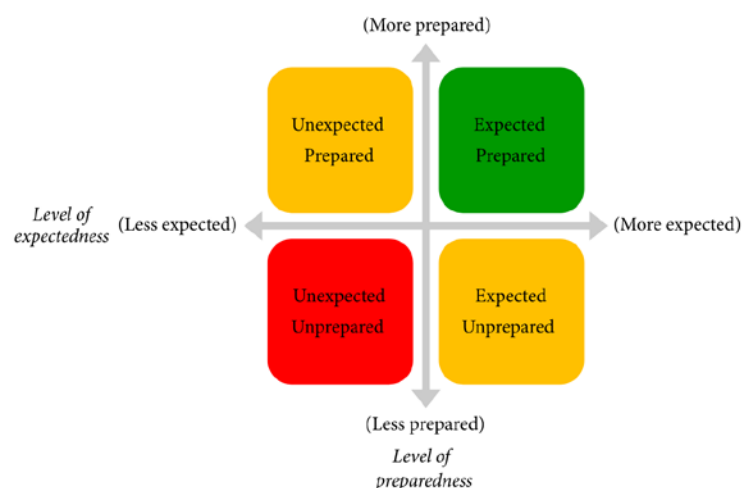 (More prepared)
Unexpected
Prepared
Expected
Prepared
Level of
expectedness
(Less expected)
(More expected)
Unexpected
Unprepared
Expected
Unprepared
(Less prepared)
Level of
preparedness